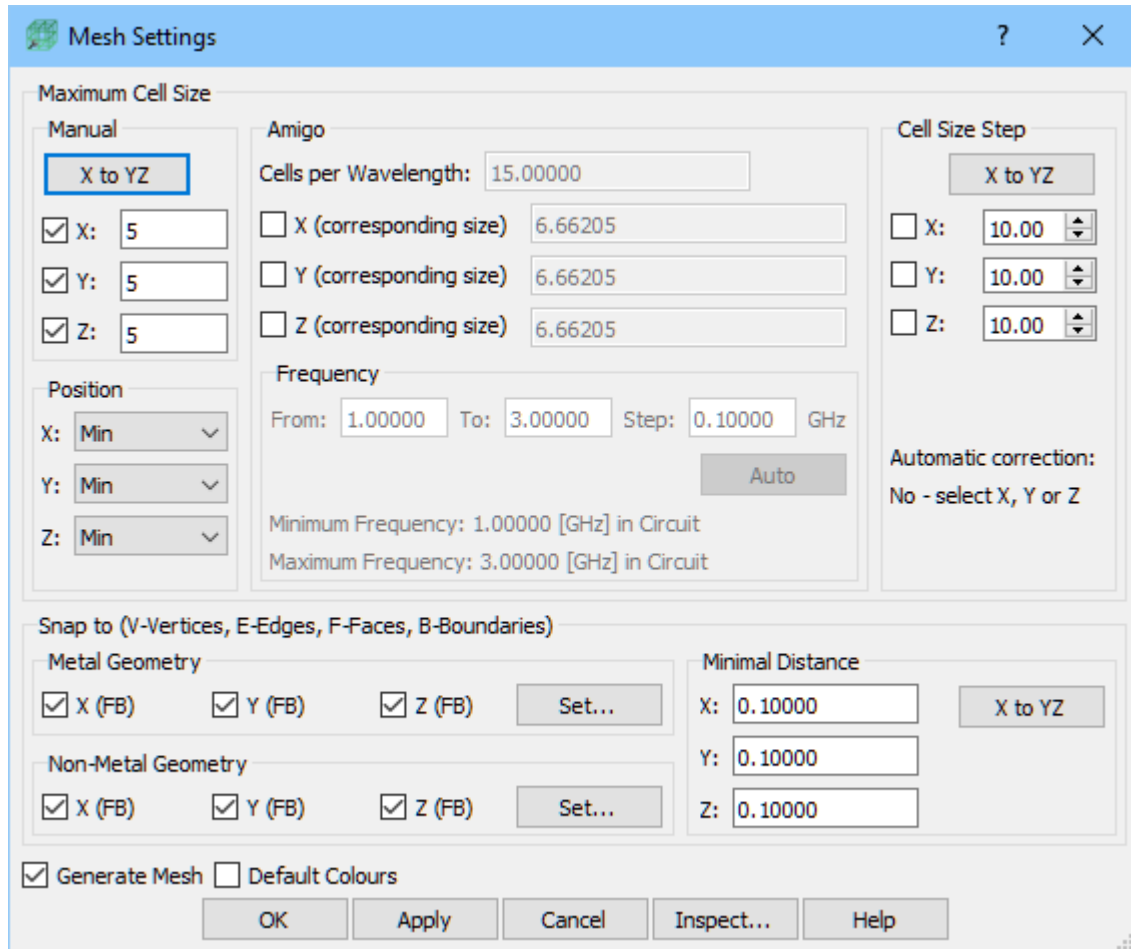 Mesh Settings ?
Maximum Cell Size
Manual
X to YZ
X: 5
Y: 5
Z: 5
Position
X: Min
Y: Min
Z: Min
Amigo
Cells per Wavelength: 15.00000
X (corresponding size) 6.66205
Y (corresponding size) 6.66205
Z (corresponding size) 6.66205
Frequency
From: 1.00000 To: 3.00000 Step: 0.10000 GHz
Auto
Minimum Frequency: 1.00000 [GHz] in Circuit
Maximum Frequency: 3.00000 [GHz] in Circuit
Cell Size Step
X to YZ
X: 10.00
Y: 10.00
Z: 10.00
Automatic correction:
No - select X, Y or Z
Snap to (V-Vertices, E-Edges, F-Faces, B-Boundaries)
Metal Geometry
X (FB) Y (FB) Z (FB) Set...
Non-Metal Geometry
X (FB) Y (FB) Z (FB) Set...
Minimal Distance
X: 0.10000 X to YZ
Y: 0.10000
Z: 0.10000
Generate Mesh Default Colours
OK Apply Cancel Inspect... Help